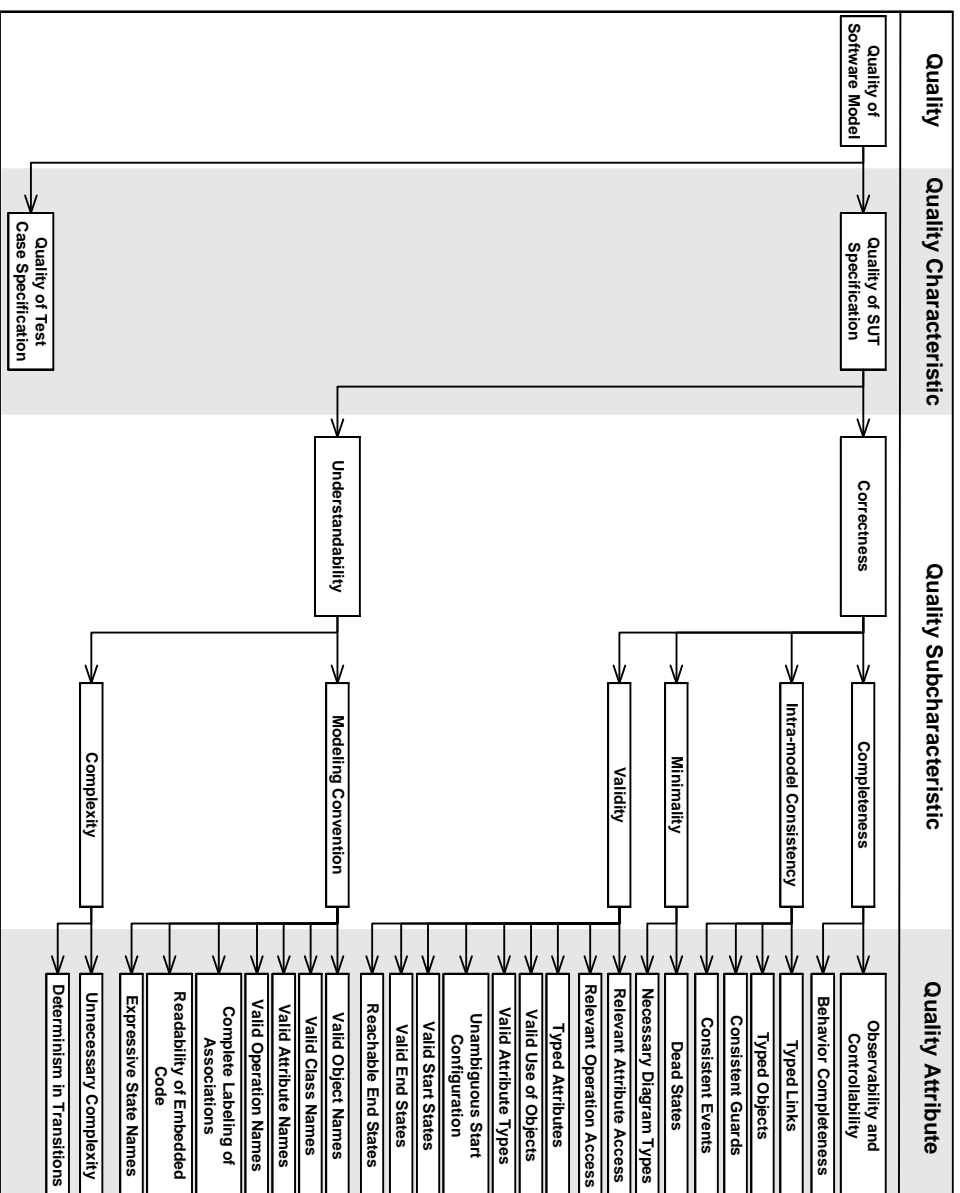 Quality
Quality Characteristic
Quality Subcharacteristic
Quality Attribute
Quality of
Software Model
Quality of SUT
Specification
Quality of Test
Case Specification
Correctness
Understandability
Completeness
Intra-model Consistency
Minimality
Validity
Modeling Convention
Complexity
Observability and
Controllability
Behavior Completeness
Typed Links
Typed Objects
Consistent Guards
Consistent Events
Dead States
Necessary Diagram Types
Relevant Attribute Access
Relevant Operation Access
Typed Attributes
Valid Use of Objects
Valid Attribute Types
Unambiguous Start
Configuration
Valid Start States
Valid End States
Reachable End States
Valid Object Names
Valid Class Names
Valid Attribute Names
Valid Operation Names
Complete Labeling of
Associations
Readability of Embedded
Code
Expressive State Names
Unnecessary Complexity
Determinism in Transitions